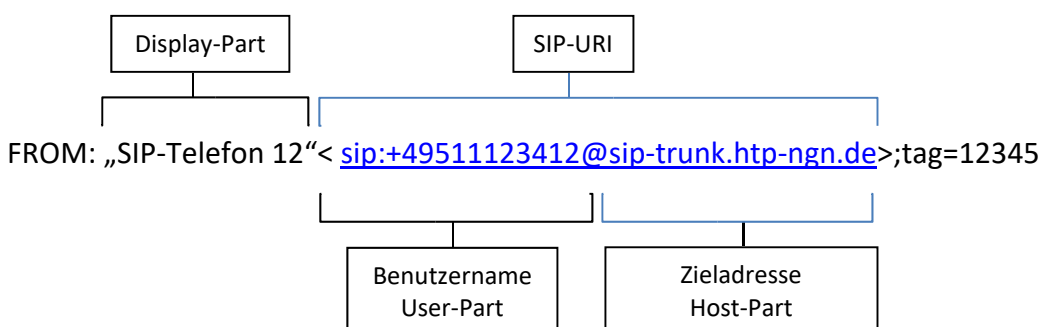 Display-Part
SIP-URI
FROM: „SIP-Telefon 12“< sip:+49511123412@sip-trunk.htp-ngn.de>;tag=12345
Benutzername
User-Part
Zieladresse
Host-Part